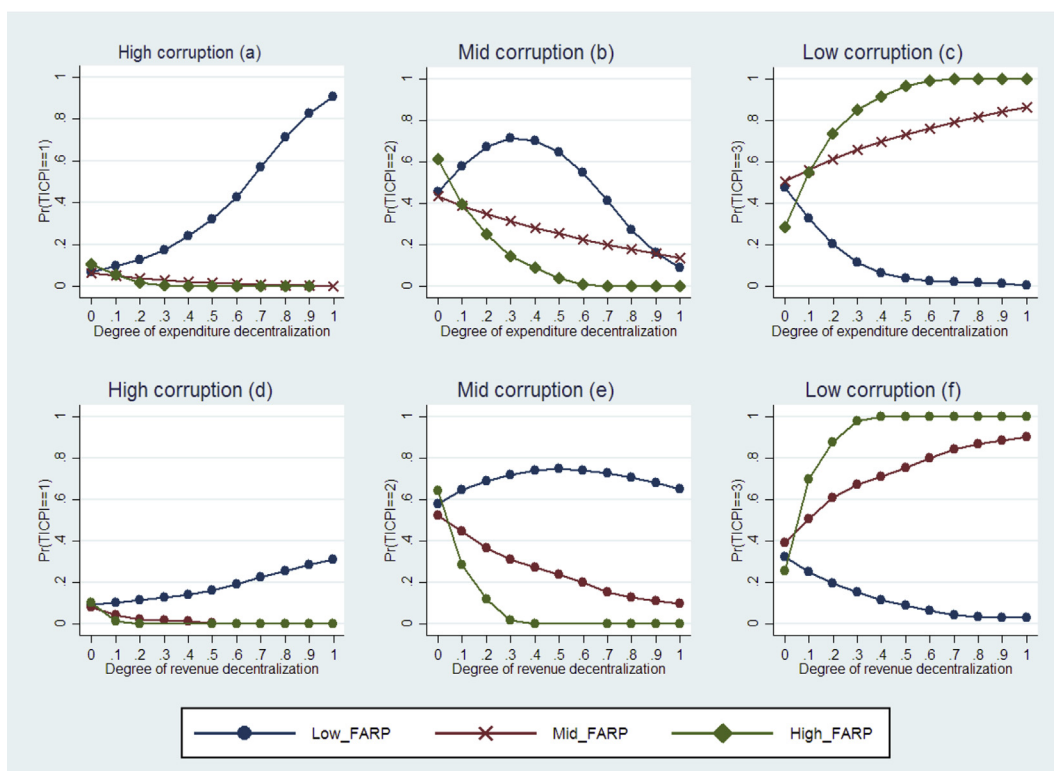 High corruption (a)
Pr(TICPI==1)
0 .2 .4 .6 .8 1
0 .1 .2 .3 .4 .5 .6 .7 .8 .9 1
Degree of expenditure decentralization
Mid corruption (b)
Pr(TICPI==2)
0 .2 .4 .6 .8 1
0 .1 .2 .3 .4 .5 .6 .7 .8 .9 1
Degree of expenditure decentralization
Low corruption (c)
Pr(TICPI==3)
0 .2 .4 .6 .8 1
0 .1 .2 .3 .4 .5 .6 .7 .8 .9 1
Degree of expenditure decentralization
High corruption (d)
Pr(TICPI==1)
0 .2 .4 .6 .8 1
0 .1 .2 .3 .4 .5 .6 .7 .8 .9 1
Degree of revenue decentralization
Mid corruption (e)
Pr(TICPI==2)
0 .2 .4 .6 .8 1
0 .1 .2 .3 .4 .5 .6 .7 .8 .9 1
Degree of revenue decentralization
Low corruption (f)
Pr(TICPI==3)
0 .2 .4 .6 .8 1
0 .1 .2 .3 .4 .5 .6 .7 .8 .9 1
Degree of revenue decentralization
Low_FARP Mid_FARP High_FARP